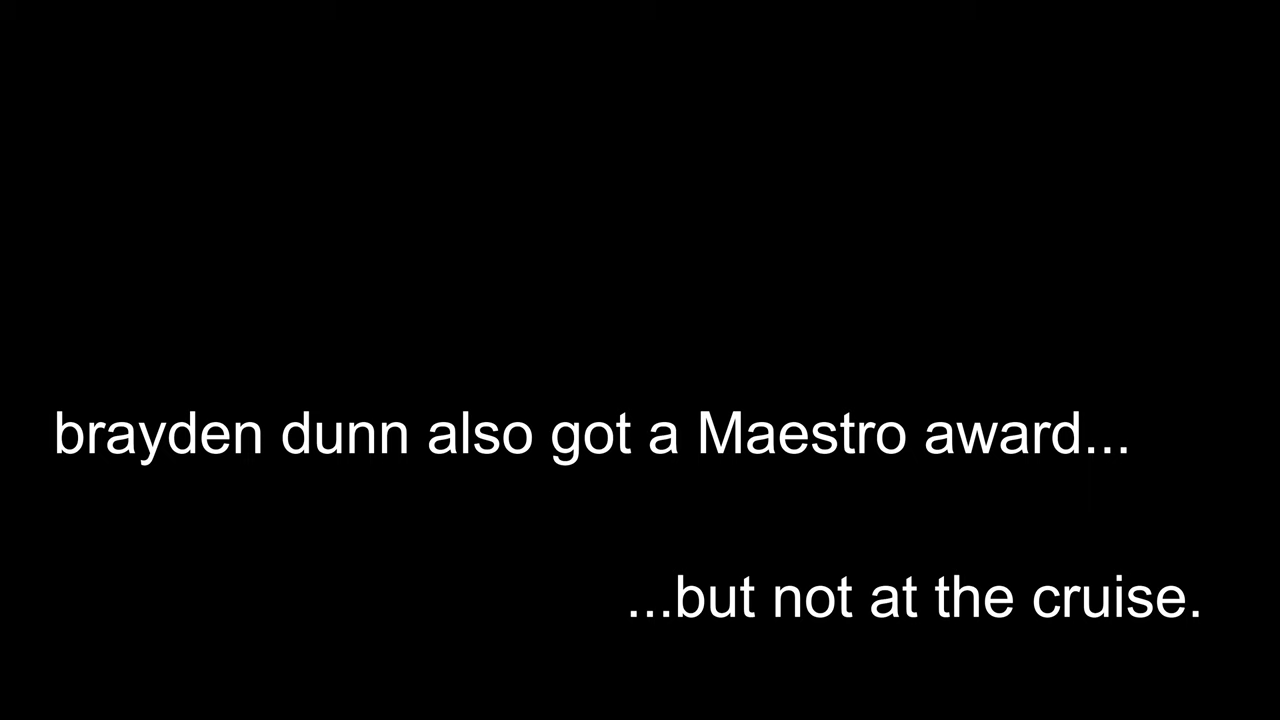 brayden dunn also got a Maestro award...
...but not at the cruise.